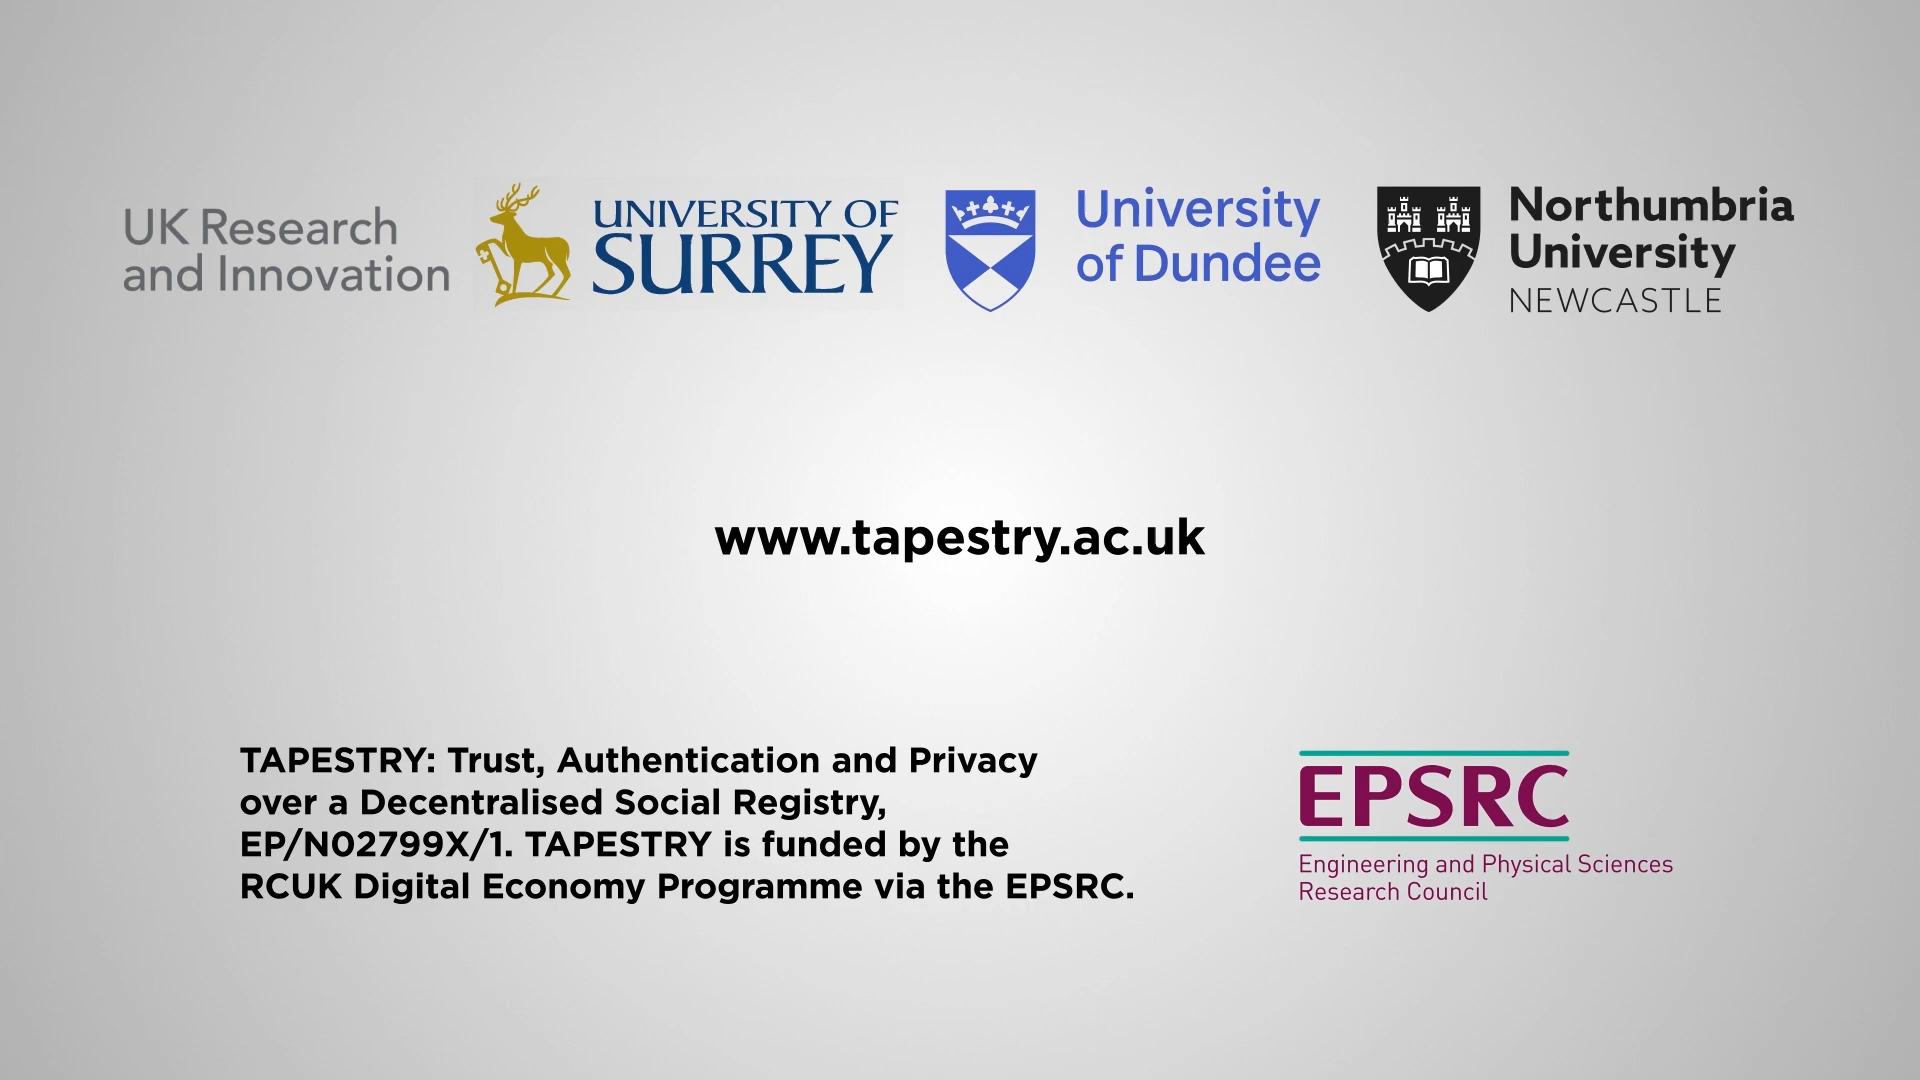 UK Research
and Innovation
UNIVERSITY OF
SURREY
University
of Dundee
Northumbria
University
NEWCASTLE
www.tapestry.ac.uk
TAPESTRY: Trust, Authentication and Privacy
over a Decentralised Social Registry,
EP/N02799X/1. TAPESTRY is funded by the
RCUK Digital Economy Programme via the EPSRC.
EPSRC
Engineering and Physical Sciences
Research Council